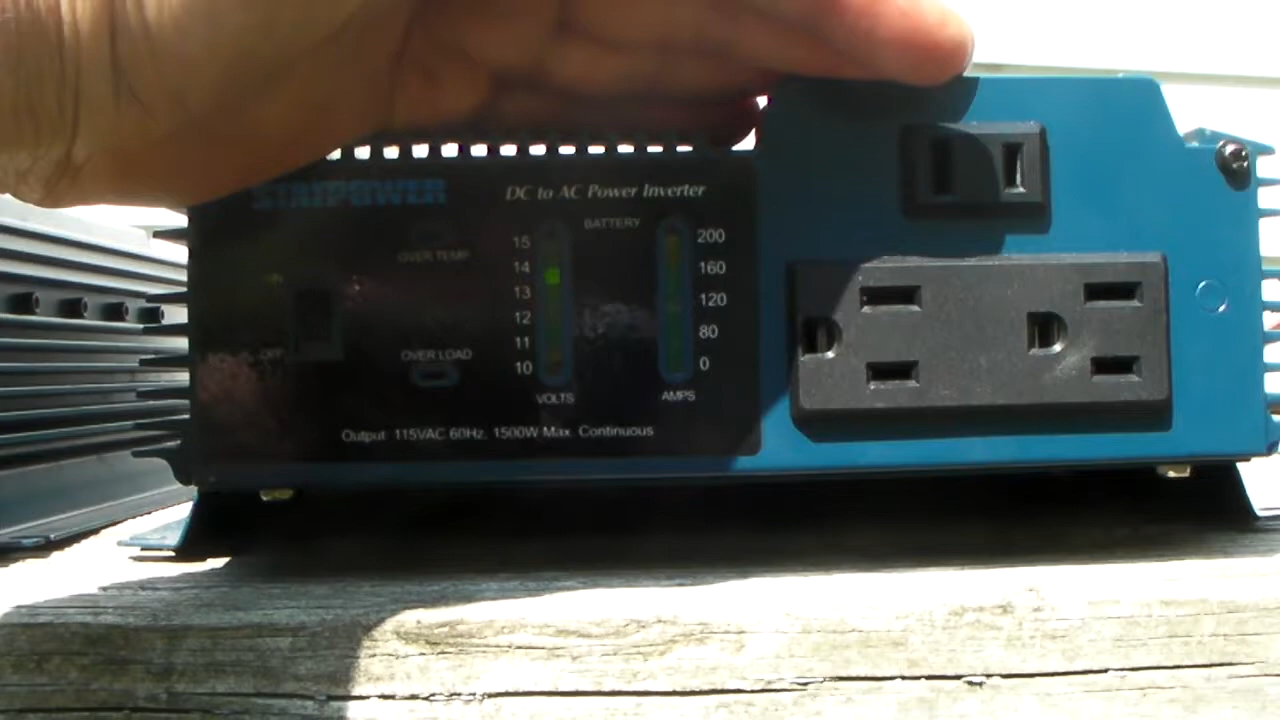 STATPOWER
DC to AC Power Inverter
BATTERY
OVER TEMP
OVER LOAD
OFF
15
14
13
12
11
10
VOLTS
200
160
120
80
0
AMPS
Output: 115VAC 60Hz, 1500W Max. Continuous